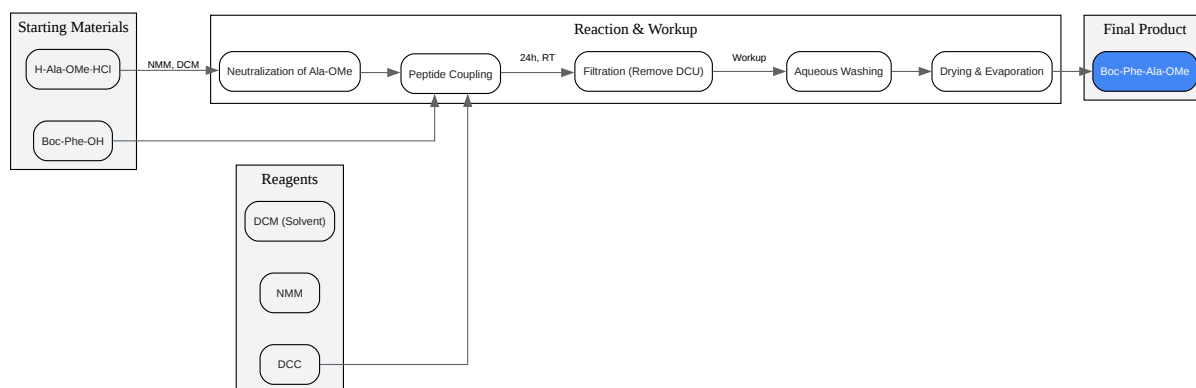 Starting Materials
H-Ala-OMe·HCl
Boc-Phe-OH
NMM, DCM
Reaction & Workup
Neutralization of Ala-OMe
Peptide Coupling
24h, RT
Filtration (Remove DCU)
Workup
Aqueous Washing
Drying & Evaporation
Final Product
Boc-Phe-Ala-OMe
Reagents
DCM (Solvent)
NMM
DCC